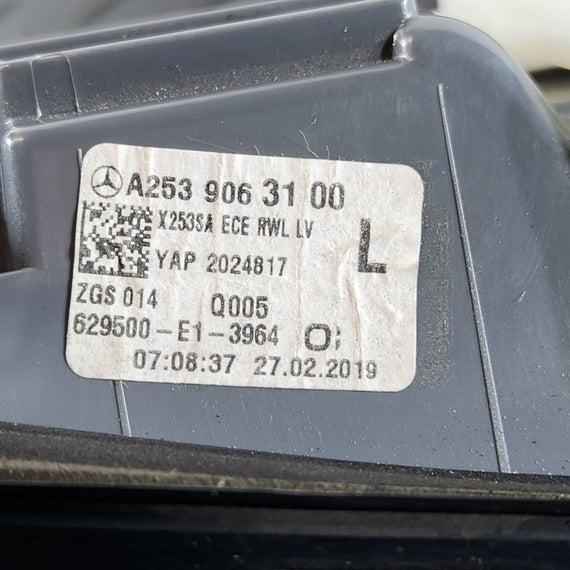 A253 906 31 00
X253SA ECE RWL LV
L
YAP 2024817
ZGS 014 Q005
629500-E1-3964 O;
07:08:37 27.02.2019